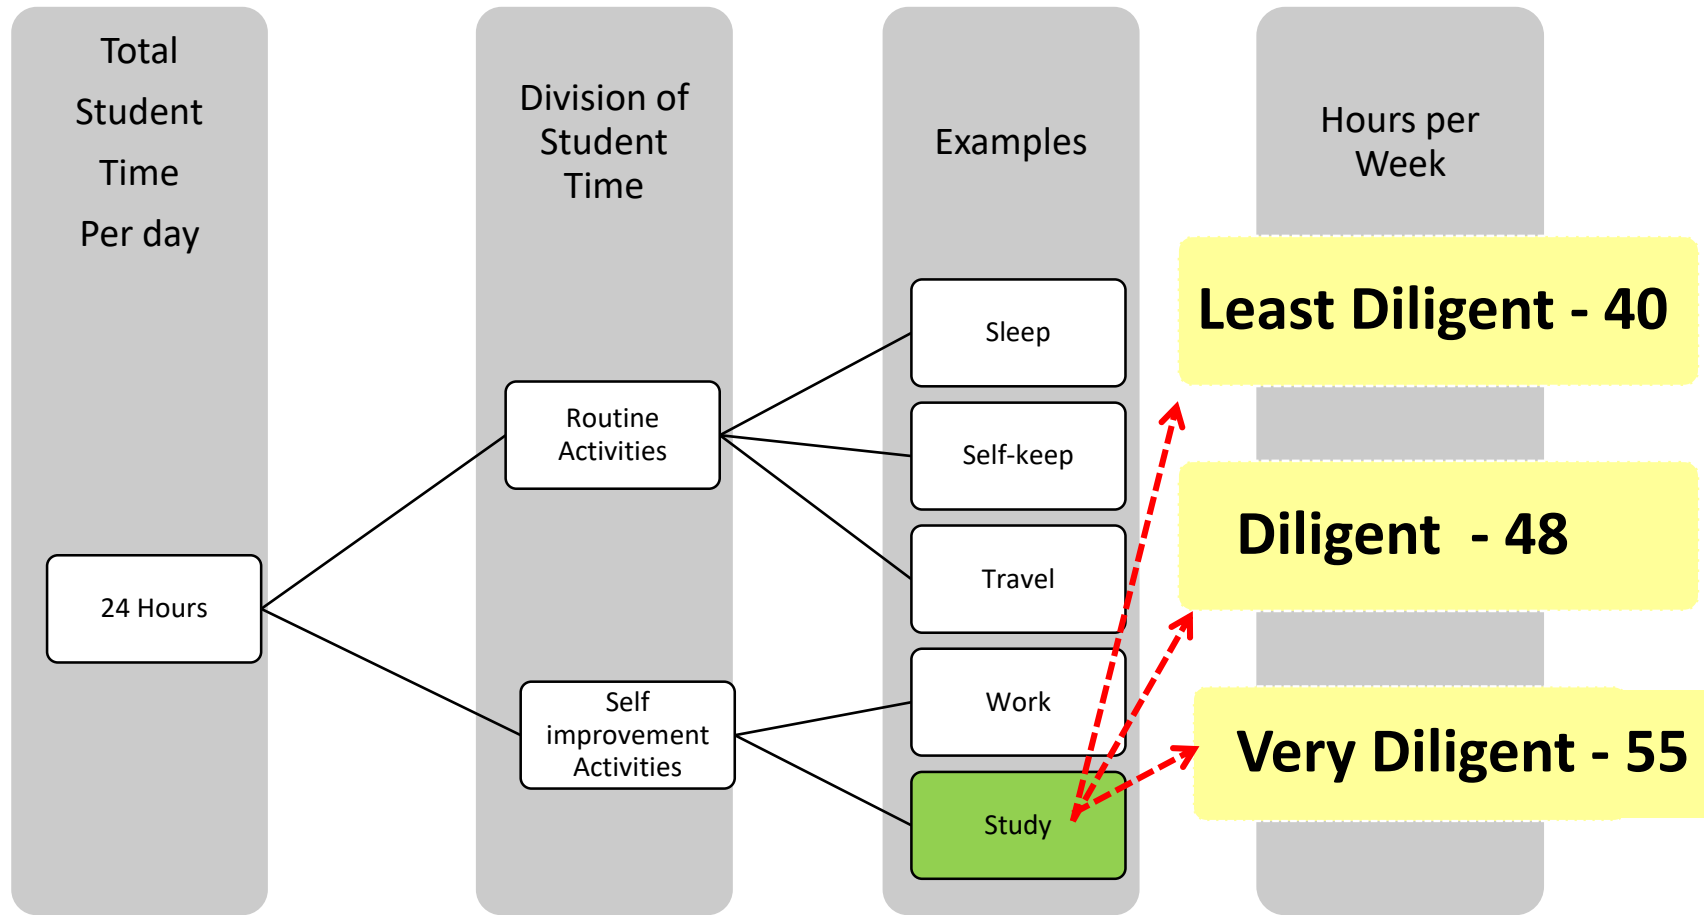 Total
Student
Time
Per day
Division of
Student
Time
Examples
Hours per
Week
24 Hours
Routine
Activities
Self
improvement
Activities
Sleep
Self-keep
Travel
Work
Study
Least Diligent - 40
Diligent - 48
Very Diligent - 55